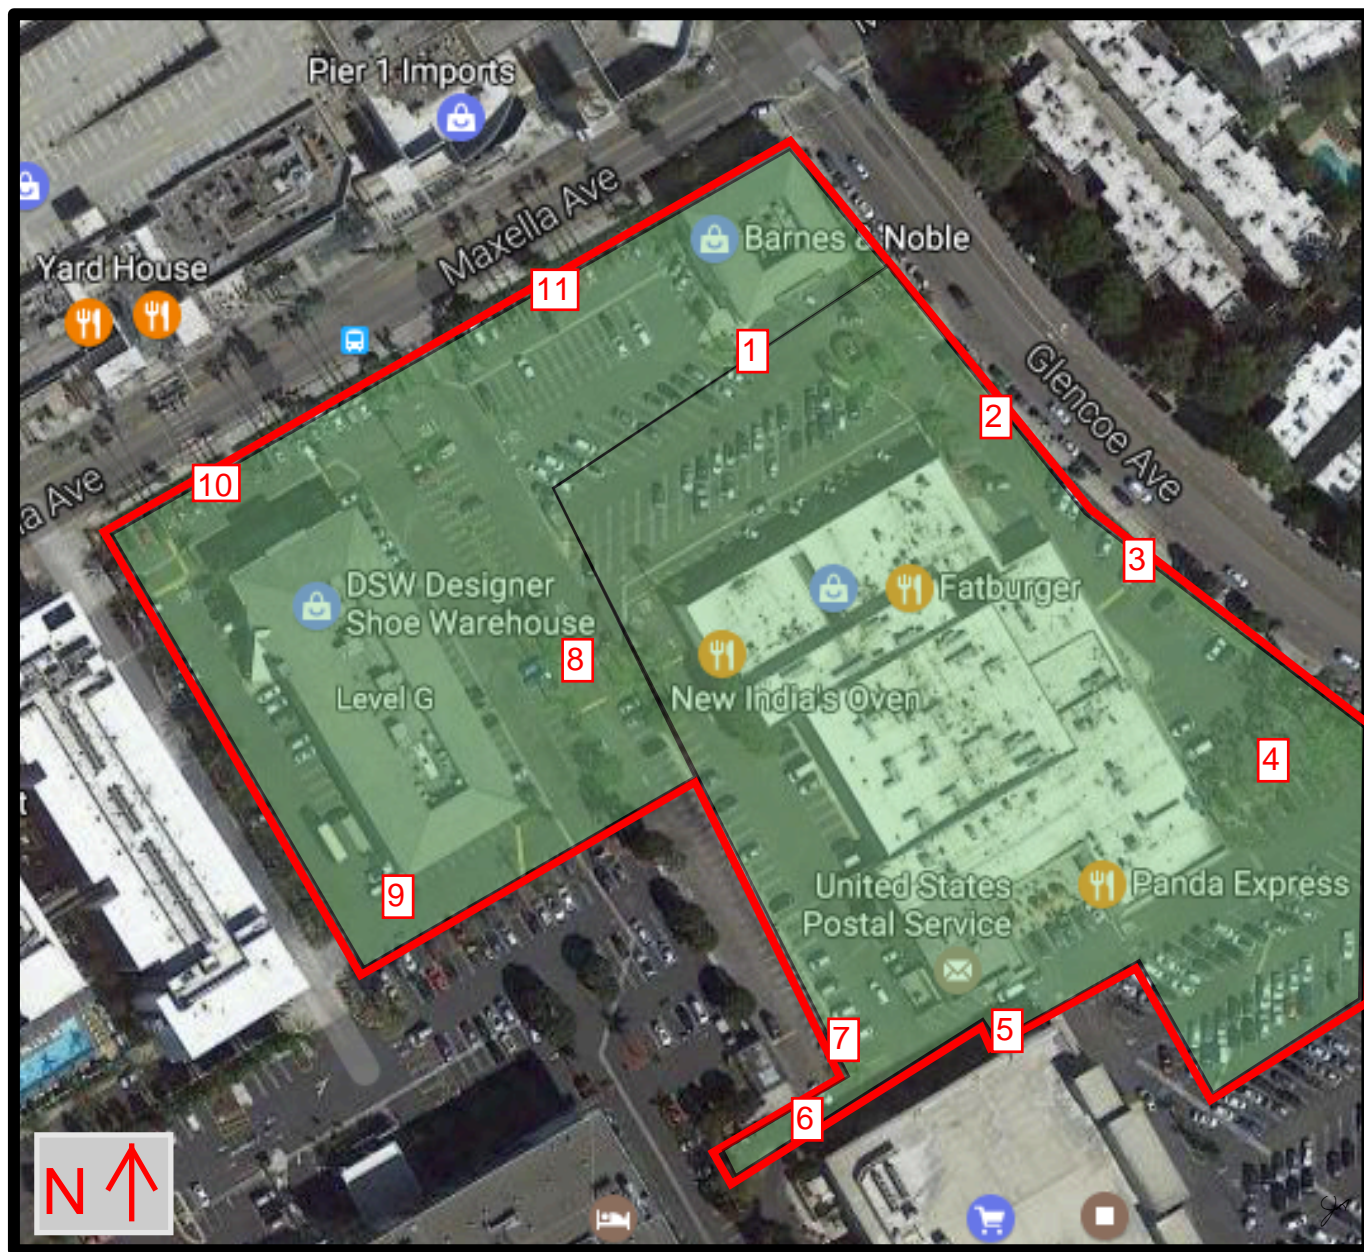 Pier 1 Imports
Maxella Ave
Barnes & Noble
Yard House
11
1
Glencoe Ave
2
10
la Ave
3
DSW Designer
Shoe Warehouse
Fatburger
8
Level G
New India's Oven
4
9
United States
Postal Service
Panda Express
5
7
6
N